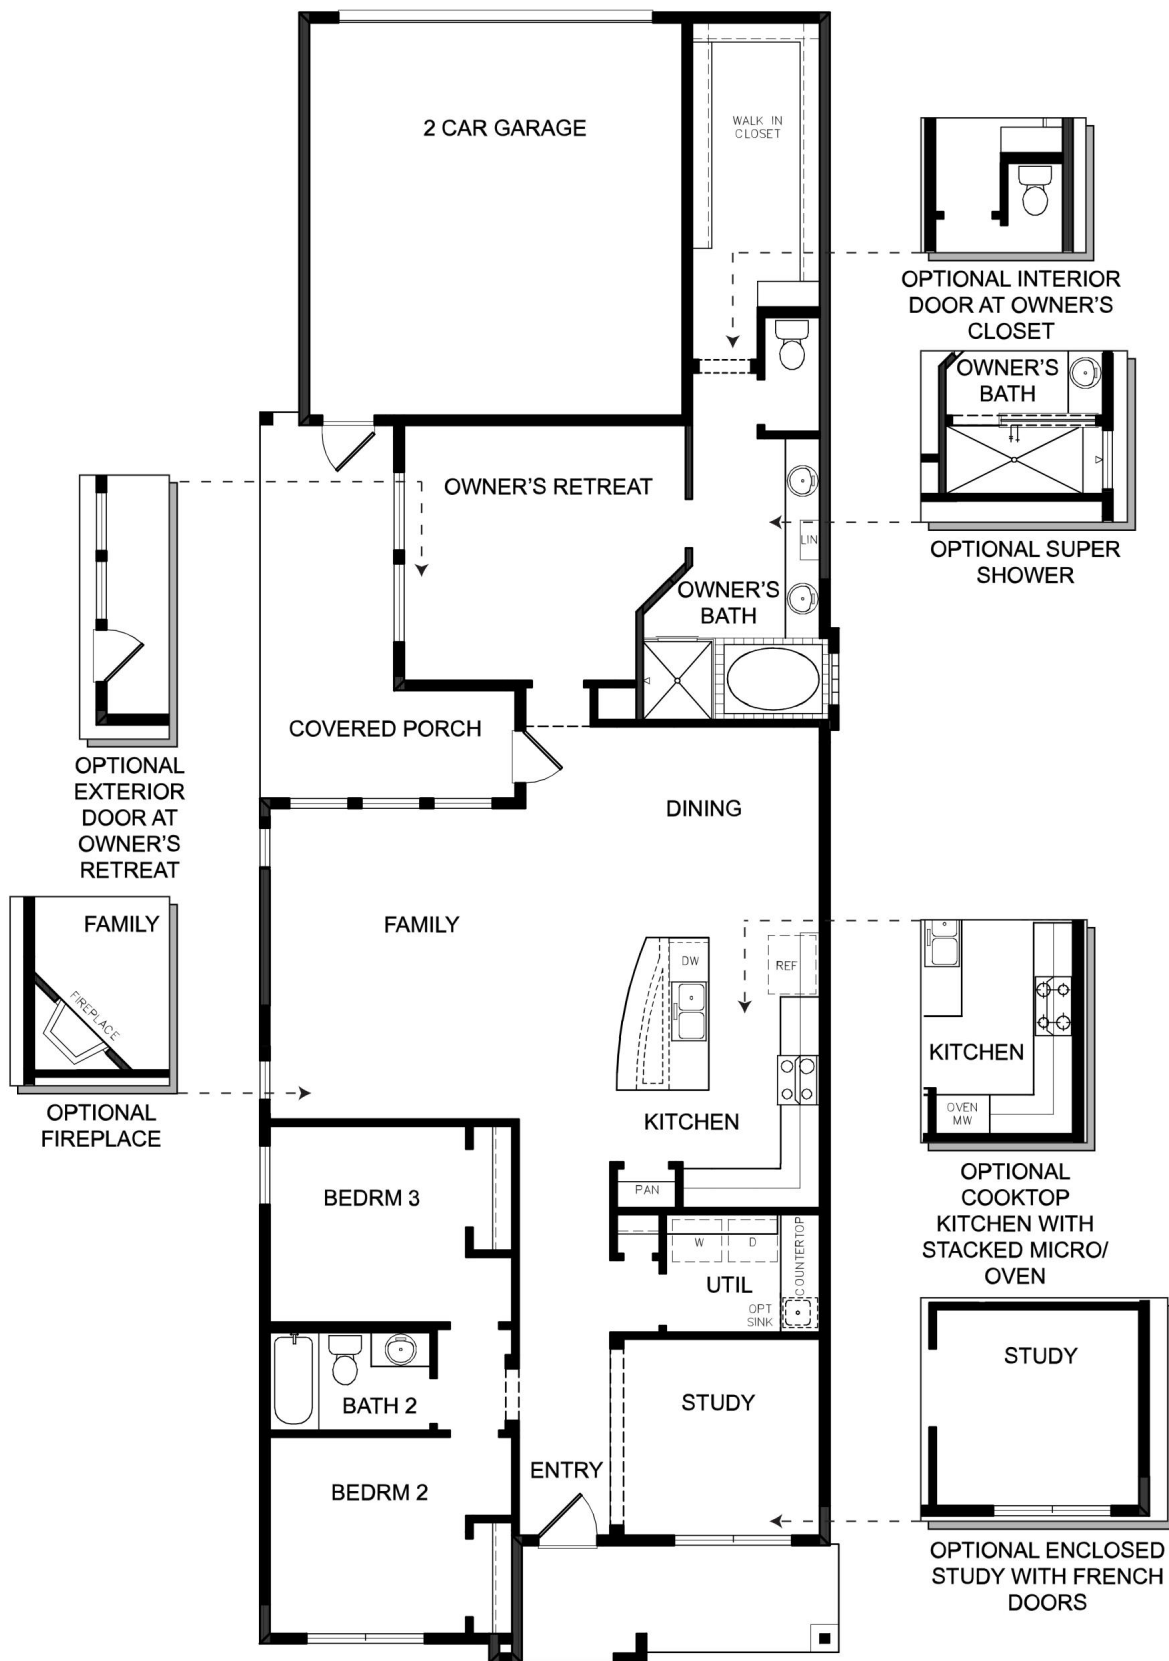 2 CAR GARAGE
WALK IN
CLOSET
OPTIONAL INTERIOR
DOOR AT OWNER'S
CLOSET
OWNER'S
BATH
OPTIONAL SUPER
SHOWER
OWNER'S RETREAT
LIN
OWNER'S
BATH
COVERED PORCH
OPTIONAL
EXTERIOR
DOOR AT
OWNER'S
RETREAT
DINING
FAMILY
FIREPLACE
OPTIONAL
FIREPLACE
FAMILY
DW
REF
KITCHEN
PAN
KITCHEN
OVEN
MW
OPTIONAL
COOKTOP
KITCHEN WITH
STACKED MICRO/
OVEN
BEDRM 3
W
D
COUNTERTOP
UTIL
OPT
SINK
BATH 2
STUDY
STUDY
ENTRY
BEDRM 2
OPTIONAL ENCLOSED
STUDY WITH FRENCH
DOORS